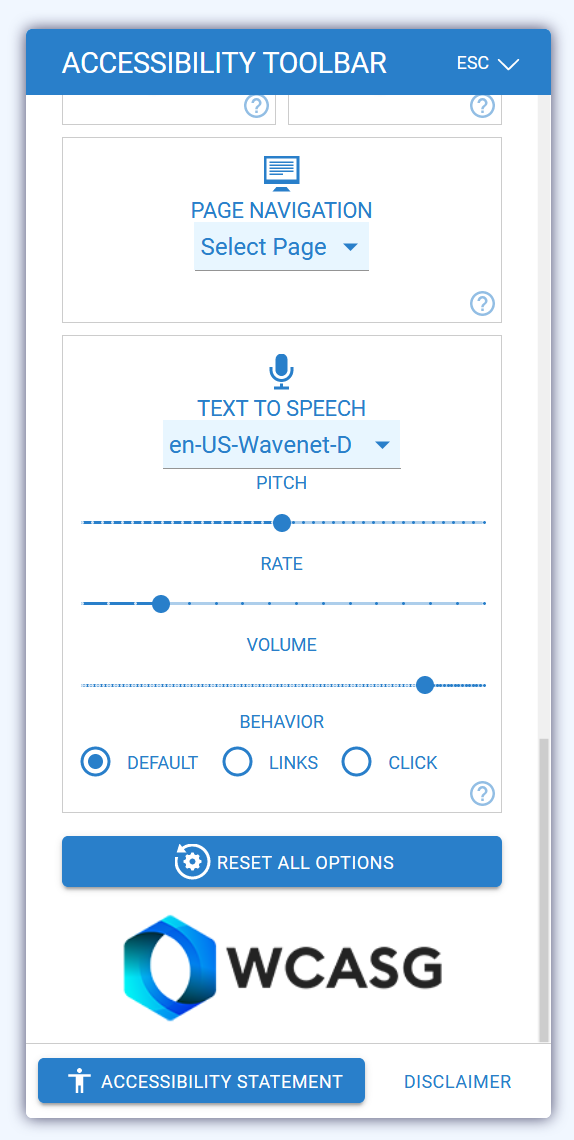 ACCESSIBILITY TOOLBAR ESC
? ?
PAGE NAVIGATION
Select Page
?
TEXT TO SPEECH
en-US-Wavenet-D
PITCH
RATE
VOLUME
BEHAVIOR
DEFAULT LINKS CLICK
?
RESET ALL OPTIONS
WCASG
ACCESSIBILITY STATEMENT DISCLAIMER